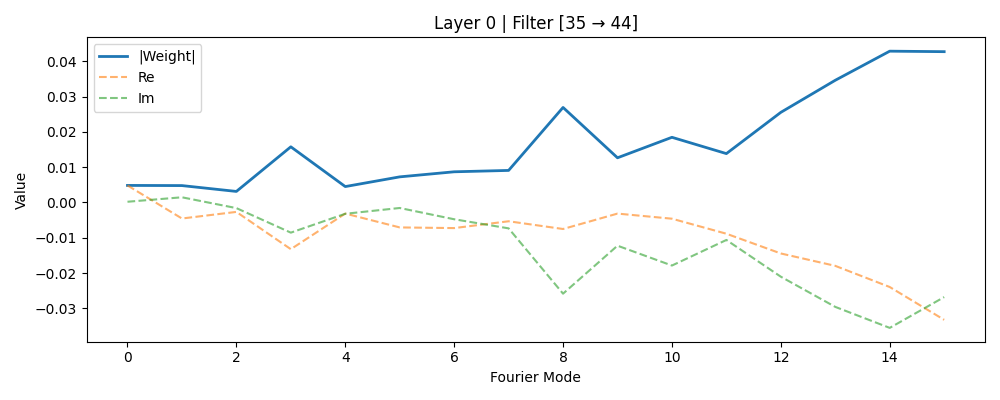 Layer 0 | Filter [35 → 44]
|Weight|
Re
Im
0.04
0.03
0.02
0.01
0.00
−0.01
−0.02
−0.03
Value
0 2 4 6 8 10 12 14
Fourier Mode